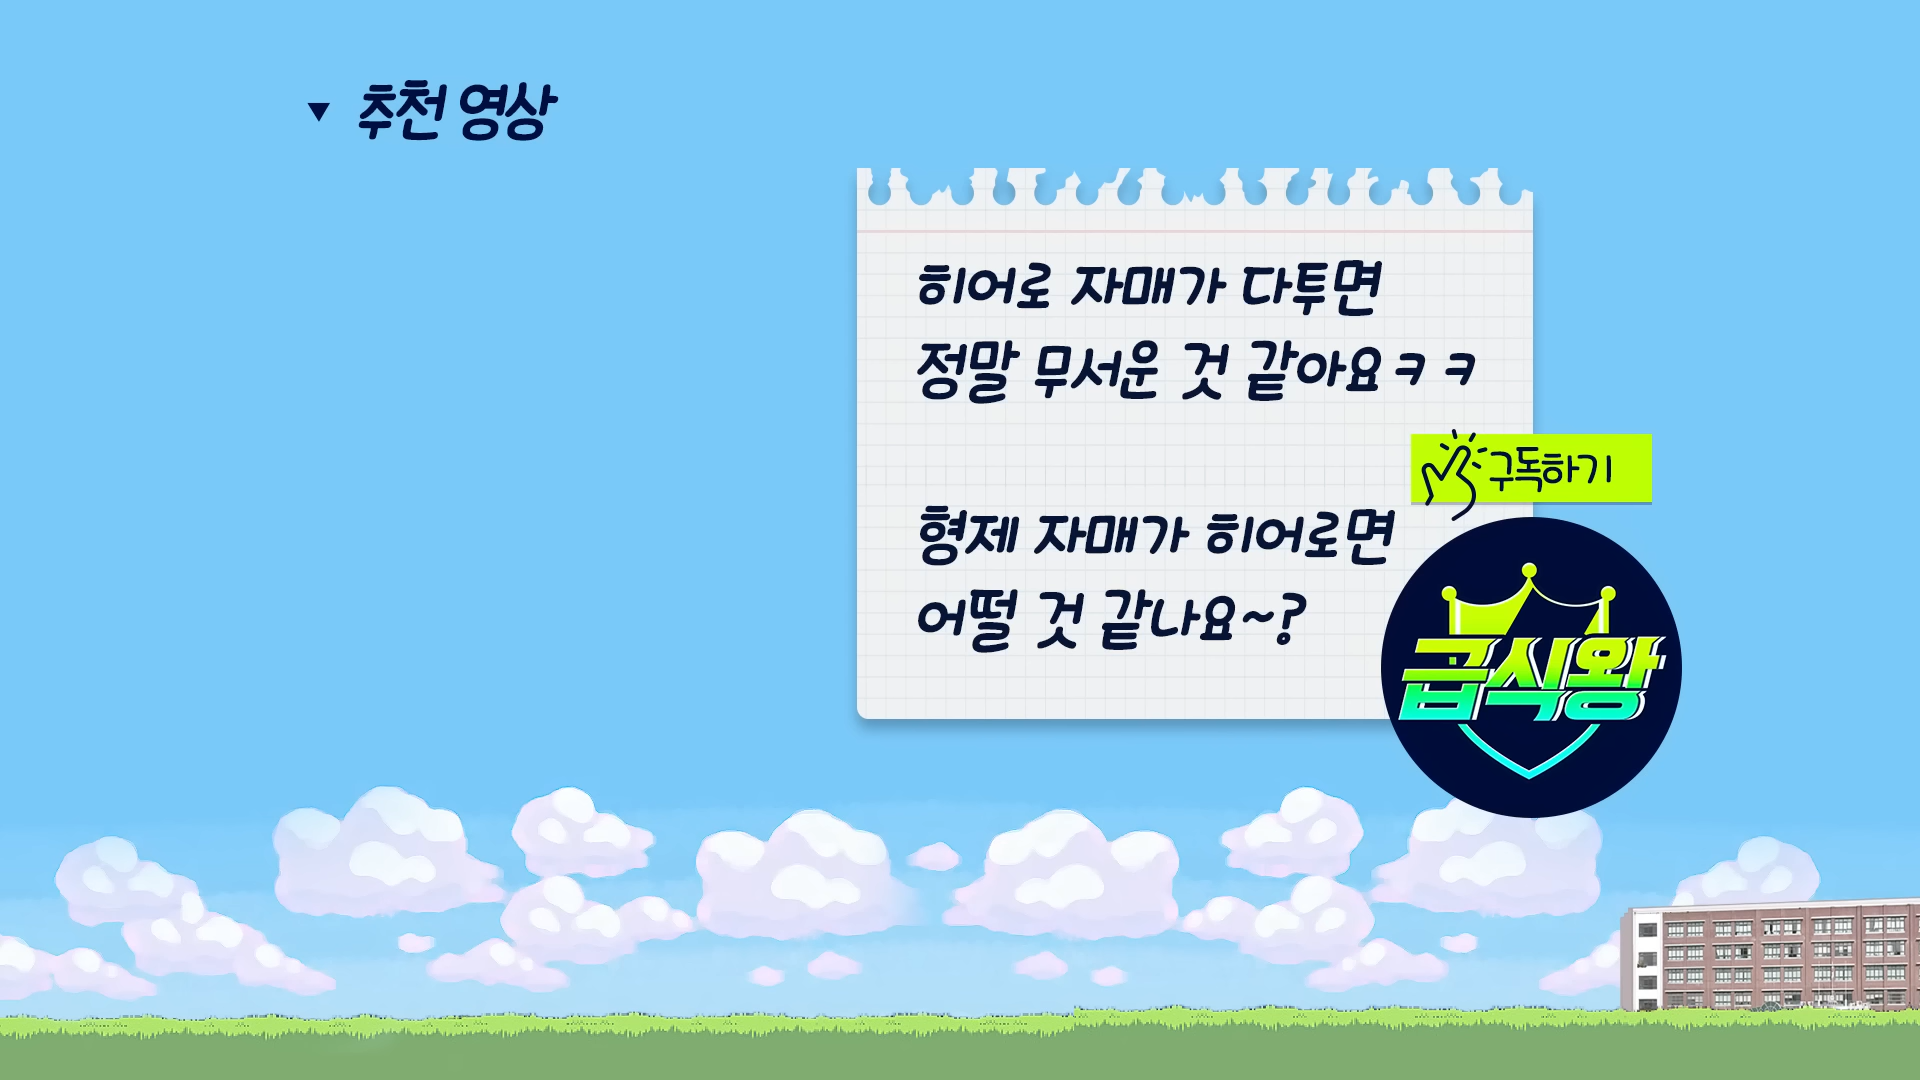 ▼ 추천 영상
히어로 자매가 다투면
정말 무서운 것 같아요ㅋㅋ
형제 자매가 히어로면
어떨 것 같나요~?
구독하기
급식왕